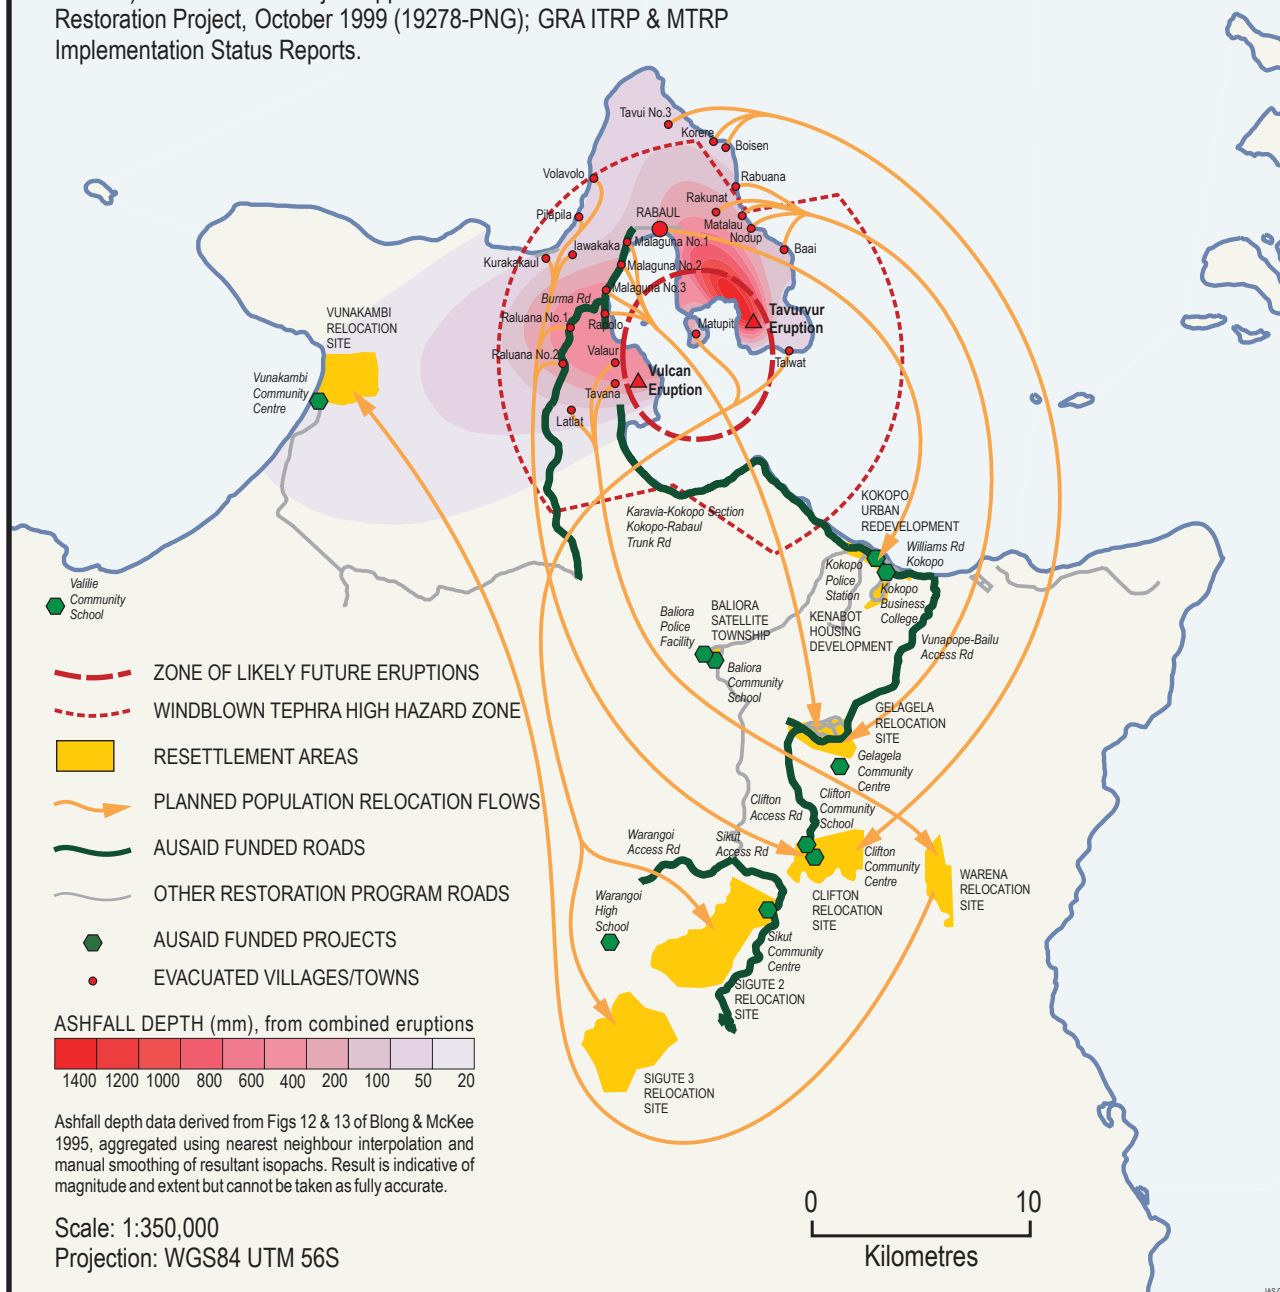 Restoration Project, October 1999 (19278-PNG); GRA ITRP & MTRP
Implementation Status Reports.
Tavui No.3
Korere
Boisen
Volavolo
Rabuana
Rakunat
Pilapila
RABAUL
Matalau
Nodup
Iawakaka
Malaguna No.1
Baai
Kurakakaul
Malaguna No.2
Malaguna No.3
Burma Rd
VUNAKAMBI
RELOCATION
SITE
Raluana No.1
Rapolo
Matupit
Tavurvur
Eruption
Raluana No.2
Valaur
Talwat
Vunakambi
Community
Centre
Vulcan
Eruption
Tavana
Latlat
Karavia-Kokopo Section
Kokopo-Rabaul
Trunk Rd
KOKOPO
URBAN
REDEVELOPMENT
Williams Rd
Kokopo
Kokopo
Police
Station
Kokopo
Business
College
Valilie
Community
School
Baliora
Police
Facility
BALIORA
SATELLITE
TOWNSHIP
KENABOT
HOUSING
DEVELOPMENT
Vunapope-Bailu
Access Rd
Baliora
Community
School
GELAGELA
RELOCATION
SITE
Gelagela
Community
Centre
ZONE OF LIKELY FUTURE ERUPTIONS
WINDBLOWN TEPHRA HIGH HAZARD ZONE
RESETTLEMENT AREAS
PLANNED POPULATION RELOCATION FLOWS
AUSAID FUNDED ROADS
OTHER RESTORATION PROGRAM ROADS
AUSAID FUNDED PROJECTS
EVACUATED VILLAGES/TOWNS
Clifton
Access Rd
Clifton
Community
School
Warangoi
Access Rd
Sikut
Access Rd
Clifton
Community
Centre
WARENA
RELOCATION
SITE
Warangoi
High
School
CLIFTON
RELOCATION
SITE
Sikut
Community
Centre
SIGUTE 2
RELOCATION
SITE
SIGUTE 3
RELOCATION
SITE
ASHFALL DEPTH (mm), from combined eruptions
1400 1200 1000 800 600 400 200 100 50 20
Ashfall depth data derived from Figs 12 & 13 of Blong & McKee
1995, aggregated using nearest neighbour interpolation and
manual smoothing of resultant isopachs. Result is indicative of
magnitude and extent but cannot be taken as fully accurate.
Scale: 1:350,000
Projection: WGS84 UTM 56S
0 10
Kilometres